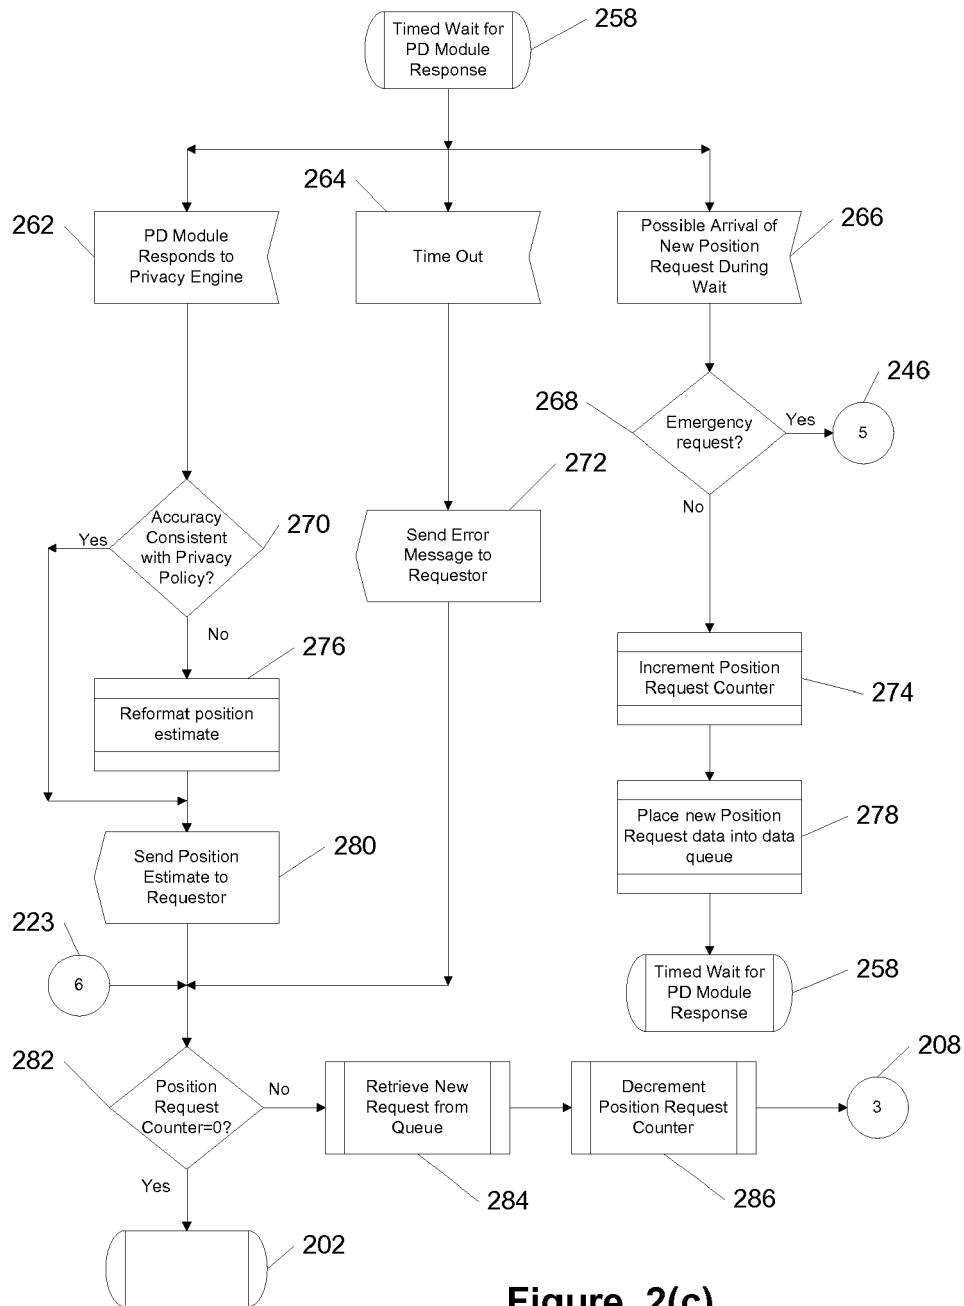 Timed Wait for
PD Module
Response
258
264
262
PD Module
Responds to
Privacy Engine
Time Out
Possible Arrival of
New Position
Request During
Wait
266
246
268
Emergency
request?
Yes
5
No
272
270
Accuracy
Consistent
with Privacy
Policy?
Yes
No
Send Error
Message to
Requestor
276
Reformat position
estimate
Increment Position
Request Counter
274
Place new Position
Request data into data
queue
278
280
Send Position
Estimate to
Requestor
223
6
Timed Wait for
PD Module
Response
258
282
Position
Request
Counter=0?
No
Yes
Retrieve New
Request from
Queue
284
Decrement
Position Request
Counter
286
208
3
202
Figure 2(c)